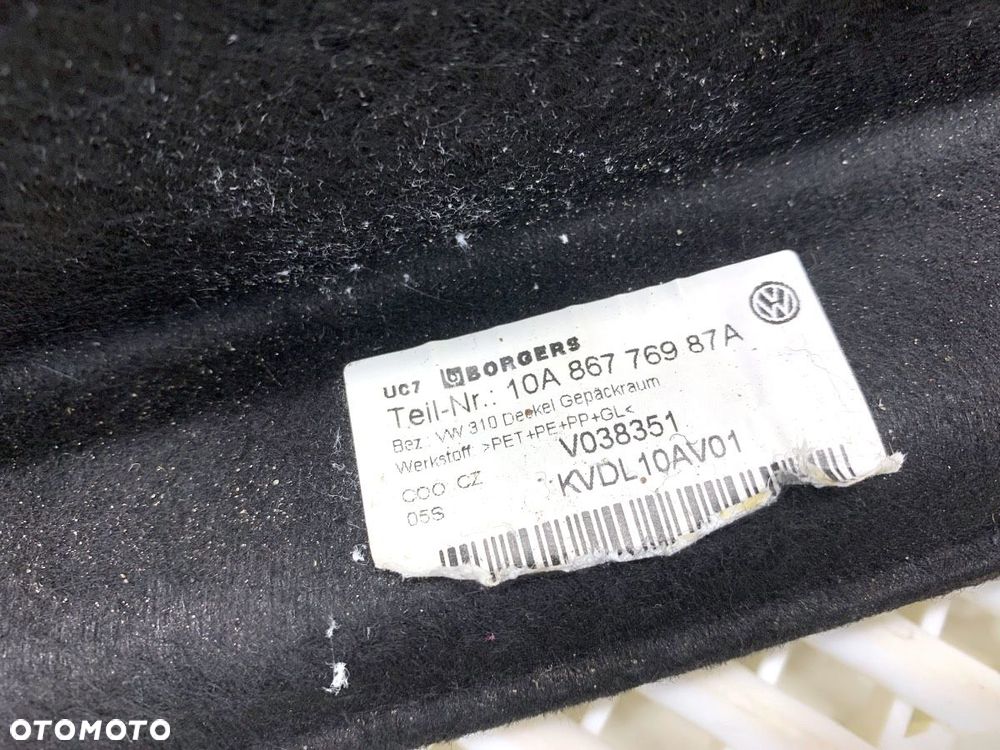 UC7 BORGERS
Teil-Nr.: 10A 867 769 87A
Bez.: VW 310 Deckel Gepäckraum
Werkstoff: >PET+PE+PP+GL<
COO CZ V038351
05S KVDL10AV01
OTOMOTO